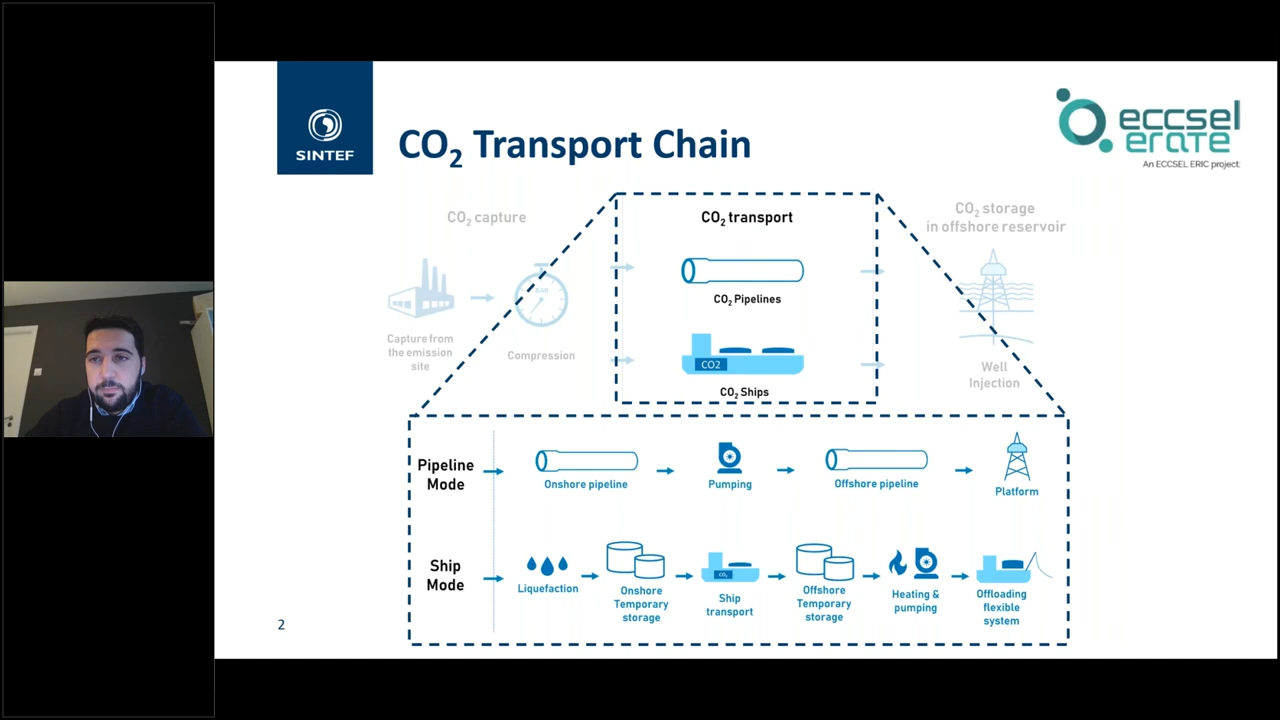 SINTEF
CO₂ Transport Chain
eccsel
erate
An ECCSEL ERIC project
CO₂ capture
CO₂ transport
CO₂ storage
in offshore reservoir
BAR
CO₂ Pipelines
Capture from
the emission
site
Compression
CO2
CO₂ Ships
Well
Injection
Pipeline
Mode
Onshore pipeline
Pumping
Offshore pipeline
Platform
Ship
Mode
Liquefaction
Onshore
Temporary
storage
CO₂
Ship
transport
Offshore
Temporary
storage
Heating &
pumping
Offloading
flexible
system
2